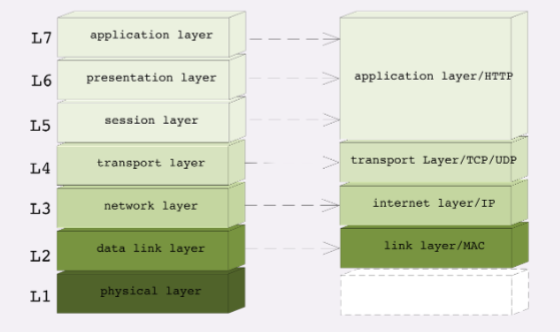 L7 application layer
L6 presentation layer
application layer/HTTP
L5 session layer
L4 transport layer
transport Layer/TCP/UDP
L3 network layer
internet layer/IP
L2 data link layer
link layer/MAC
L1 physical layer